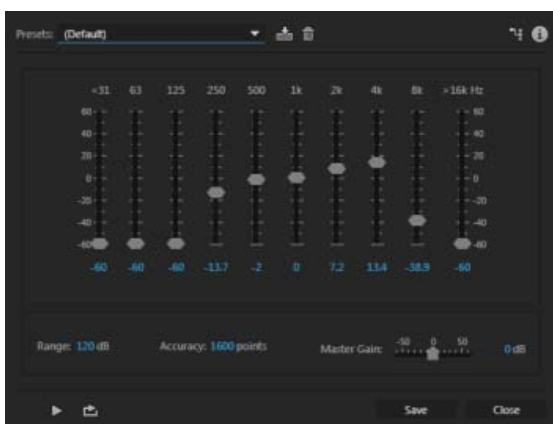 Presets: (Default)
<31 63 125 250 500 1k 2k 4k 8k >16k Hz
60 60
40 40
20 20
0 0
-20 -20
-40 -40
-60 -60
-60 -60 -60 -13.7 -2 0 7.2 13.4 -38.9 -60
-50 0 50
Range: 120 dB Accuracy: 1600 points Master Gain: 0 dB
Save Close